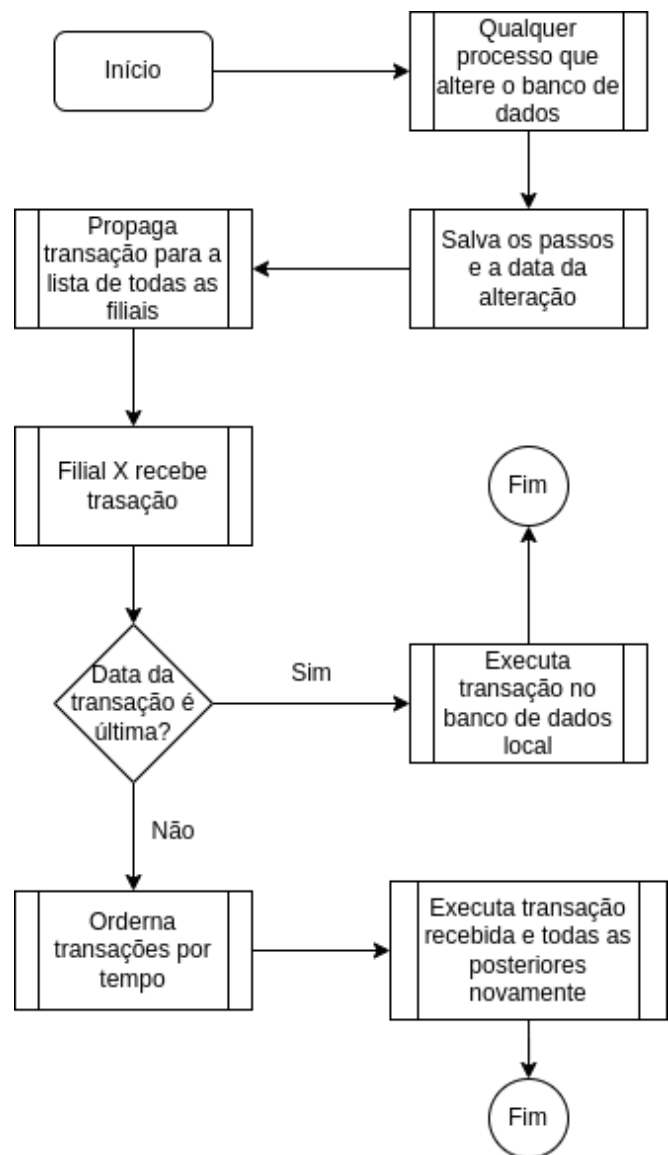 Início
Qualquer
processo que
altere o banco de
dados
Salva os passos
e a data da
alteração
Propaga
transação para a
lista de todas as
filiais
Filial X recebe
trasação
Data da
transação é
última?
Sim
Executa
transação no
banco de dados
local
Fim
Não
Orderna
transações por
tempo
Executa transação
recebida e todas as
posteriores
novamente
Fim